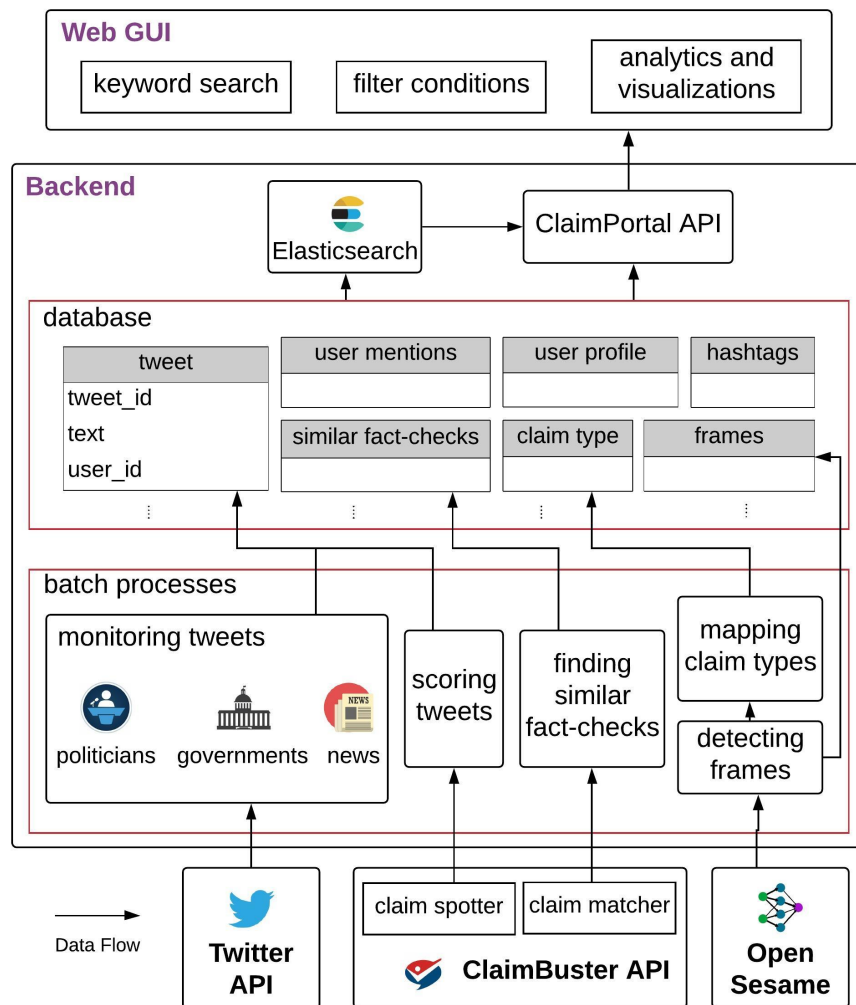 Web GUI
keyword search
filter conditions
analytics and
visualizations
Backend
Elasticsearch
ClaimPortal API
database
tweet
tweet_id
text
user_id
user mentions
user profile
hashtags
similar fact-checks
claim type
frames
batch processes
monitoring tweets
politicians
governments
NEWS
news
scoring
tweets
finding
similar
fact-checks
mapping
claim types
detecting
frames
Data Flow
Twitter
API
claim spotter
claim matcher
ClaimBuster API
Open
Sesame